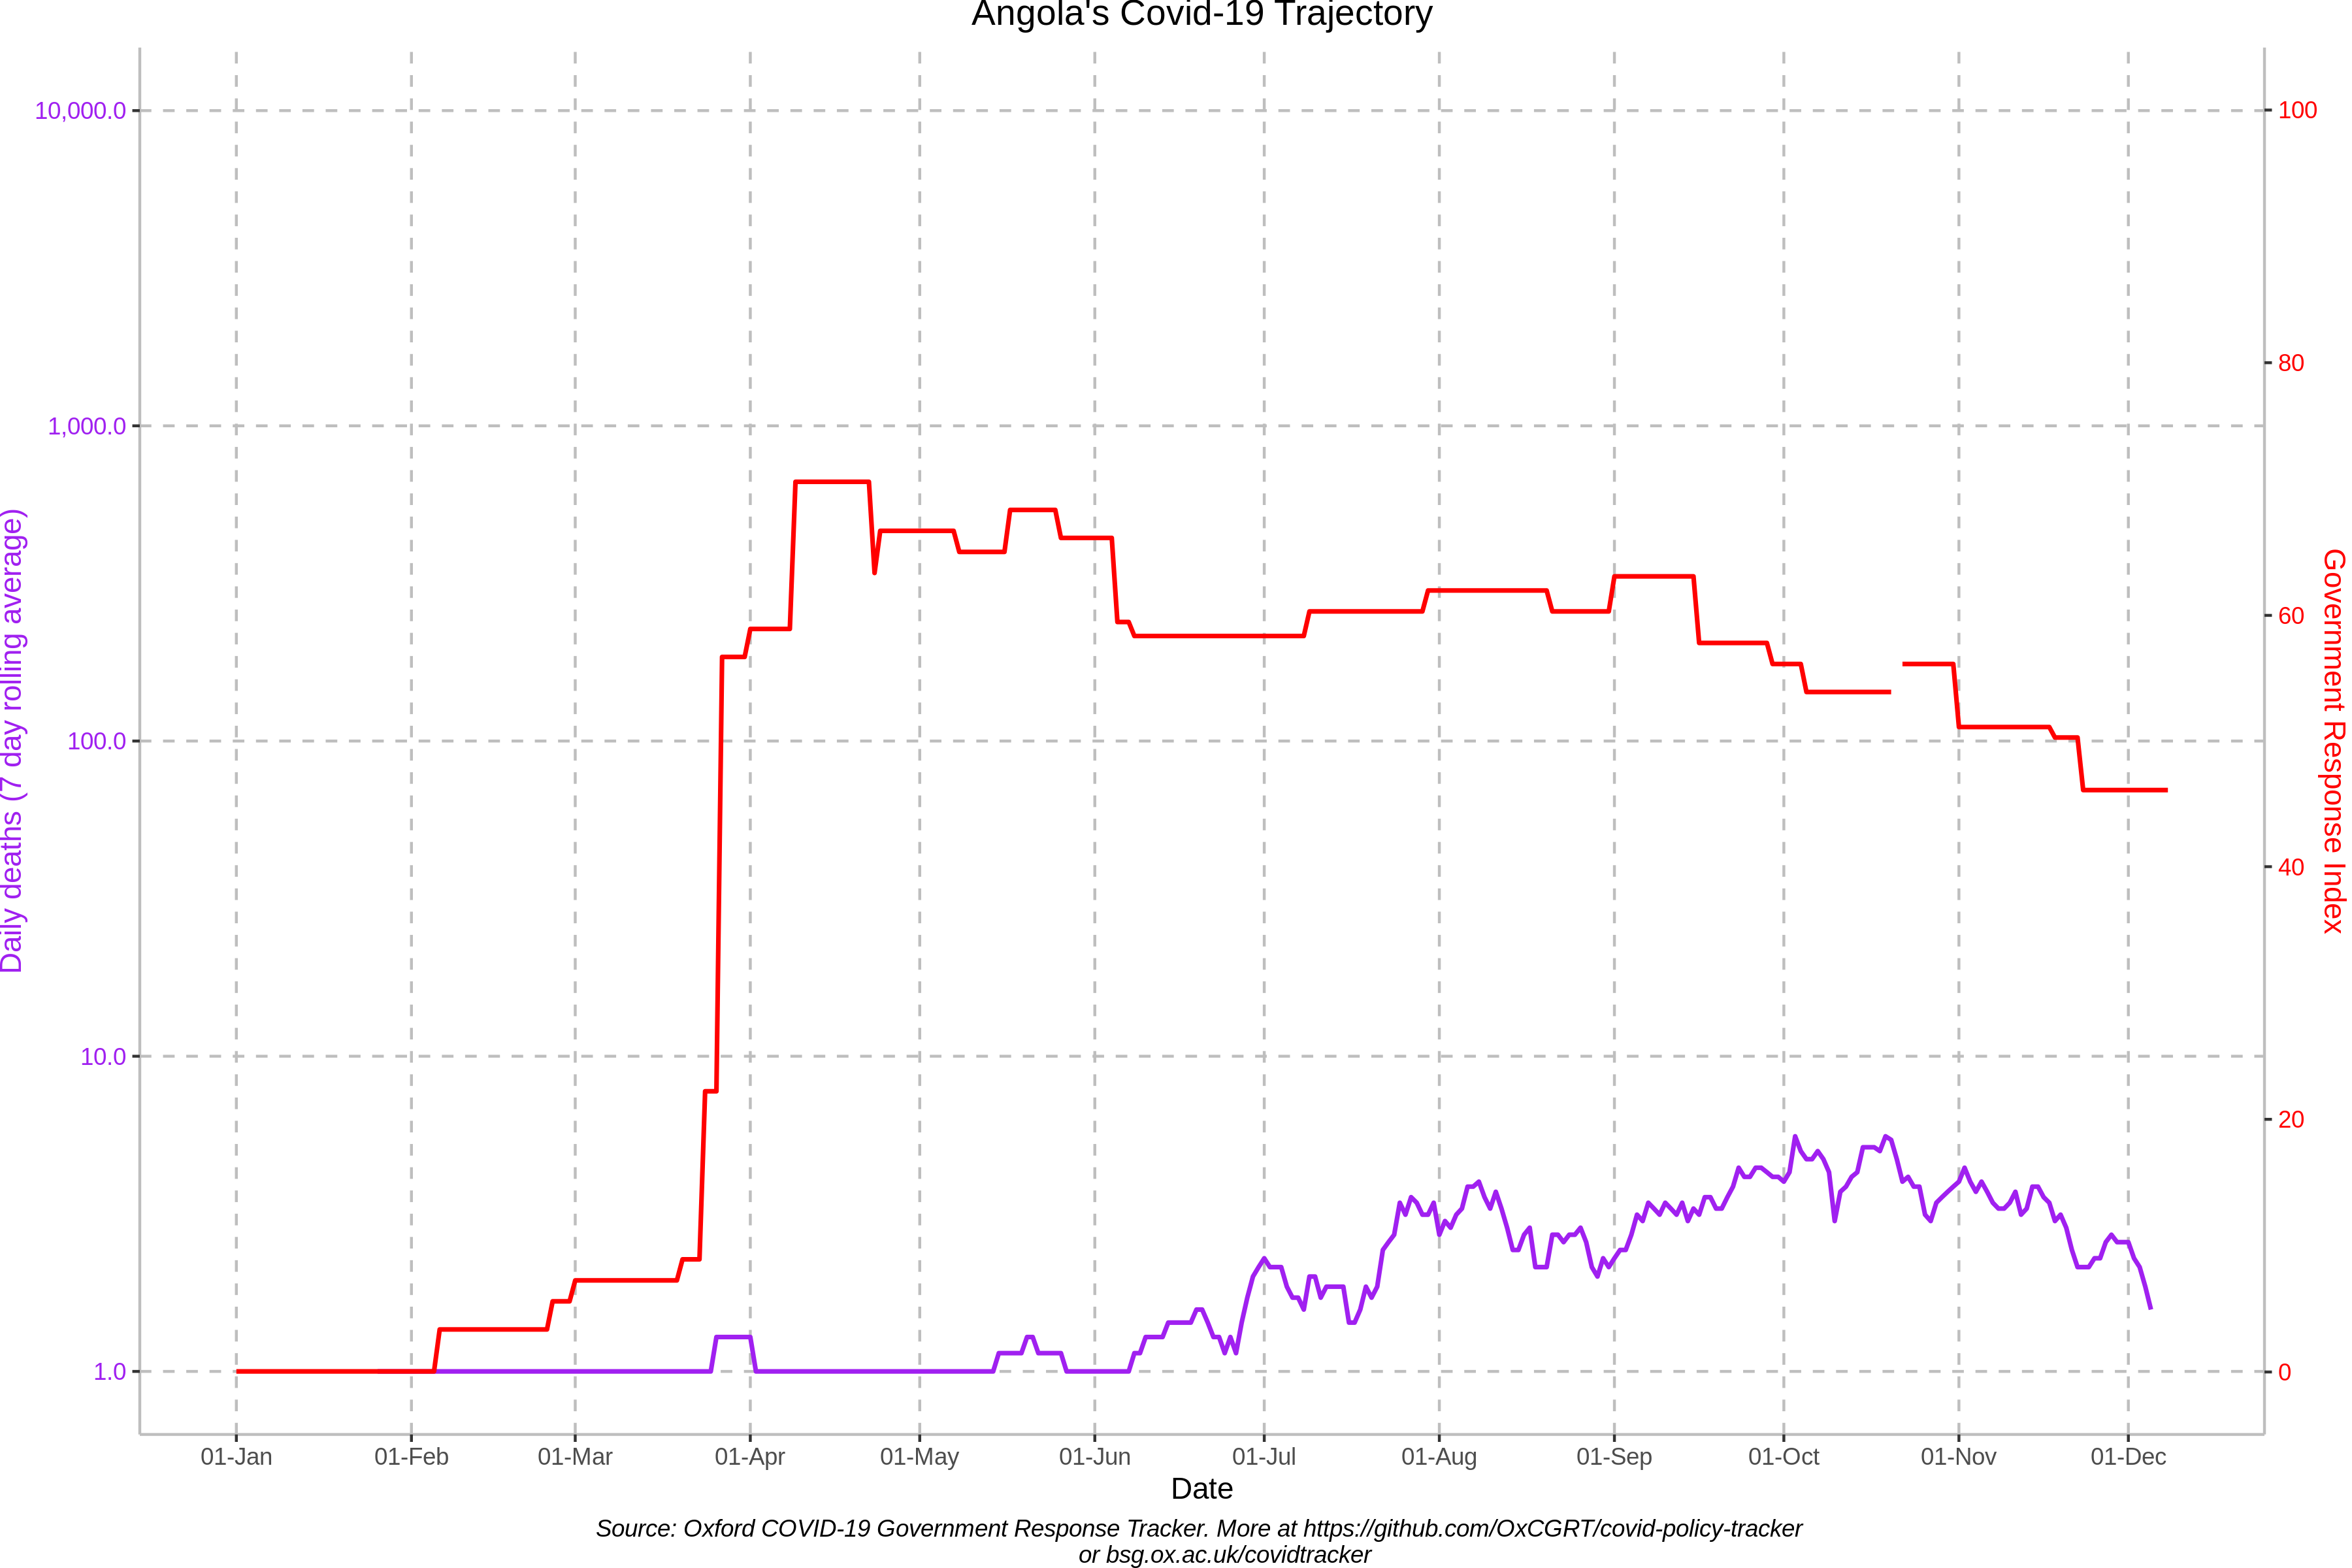 Angola's Covid-19 Trajectory
10,000.0
1,000.0
100.0
10.0
1.0
Daily deaths (7 day rolling average)
100
80
60
40
20
0
Government Response Index
01-Jan
01-Feb
01-Mar
01-Apr
01-May
01-Jun
01-Jul
01-Aug
01-Sep
01-Oct
01-Nov
01-Dec
Date
Source: Oxford COVID-19 Government Response Tracker. More at https://github.com/OxCGRT/covid-policy-tracker
or bsg.ox.ac.uk/covidtracker